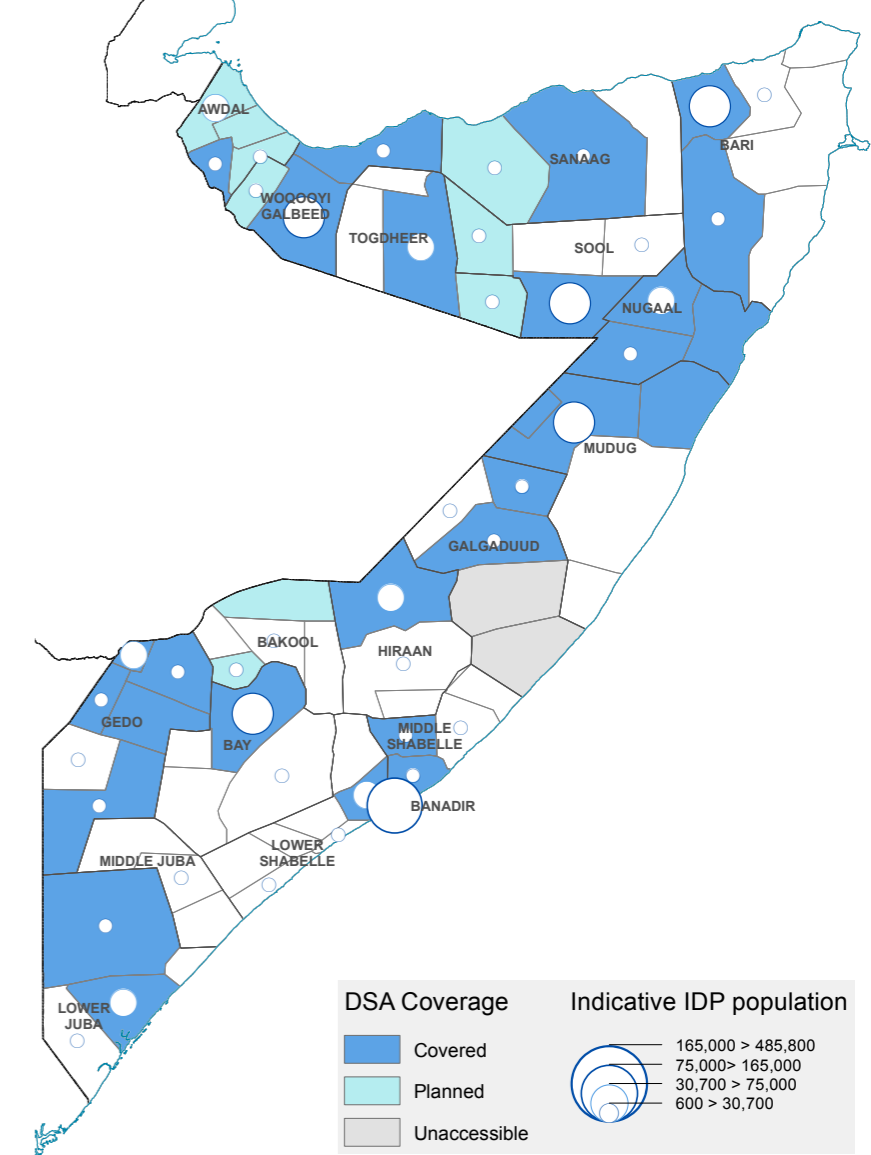 AWDAL
BARI
SANAAG
WOQOOYI
GALBEED
TOGDHEER
SOOL
NUGAAL
MUDUG
GALGADUUD
BAKOOL
HIRAAN
GEDO
BAY
MIDDLE
SHABELLE
BANADIR
LOWER
SHABELLE
MIDDLE JUBA
LOWER
JUBA
DSA Coverage
Covered
Planned
Unaccessible
Indicative IDP population
165,000 > 485,800
75,000> 165,000
30,700 > 75,000
600 > 30,700